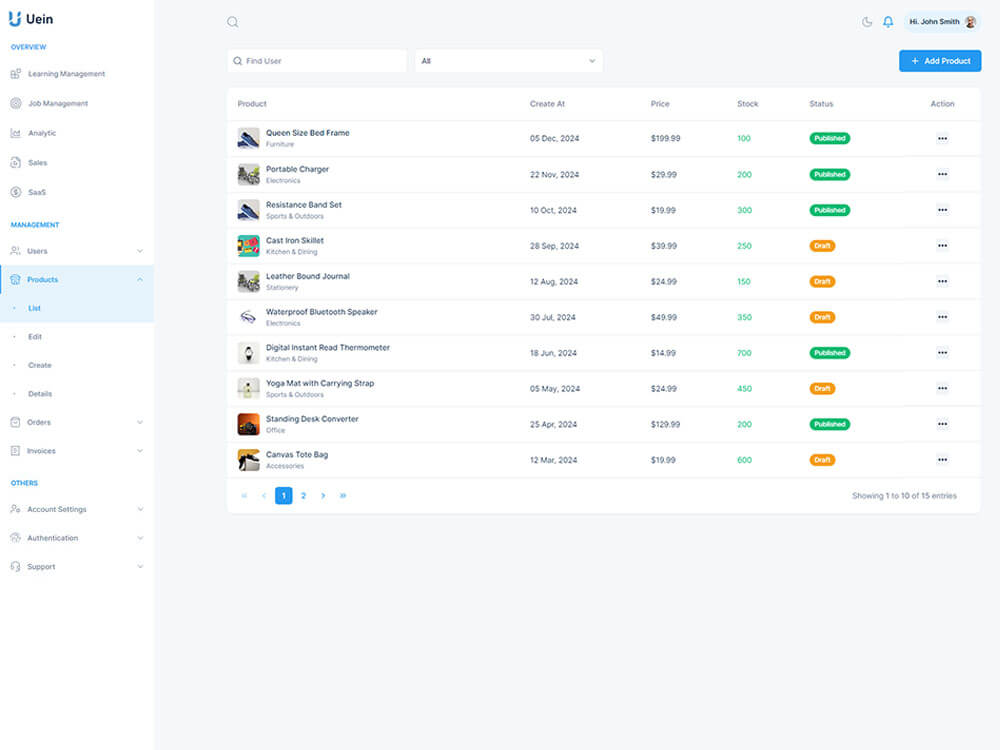 Uein
OVERVIEW
Learning Management
Job Management
Analytic
Sales
SaaS
MANAGEMENT
Users
Products
List
Edit
Create
Details
Orders
Invoices
OTHERS
Account Settings
Authentication
Support
Hi. John Smith
Find User
All
+ Add Product
Product Create At Price Stock Status Action
Queen Size Bed Frame
Furniture
05 Dec, 2024 $199.99 100 Published
Portable Charger
Electronics
22 Nov, 2024 $29.99 200 Published
Resistance Band Set
Sports & Outdoors
10 Oct, 2024 $19.99 300 Published
Cast Iron Skillet
Kitchen & Dining
28 Sep, 2024 $39.99 250 Draft
Leather Bound Journal
Stationery
12 Aug, 2024 $24.99 150 Draft
Waterproof Bluetooth Speaker
Electronics
30 Jul, 2024 $49.99 350 Draft
Digital Instant Read Thermometer
Kitchen & Dining
18 Jun, 2024 $14.99 700 Published
Yoga Mat with Carrying Strap
Sports & Outdoors
05 May, 2024 $24.99 450 Draft
Standing Desk Converter
Office
25 Apr, 2024 $129.99 200 Published
Canvas Tote Bag
Accessories
12 Mar, 2024 $19.99 600 Draft
« ‹ 1 2 › »
Showing 1 to 10 of 15 entries